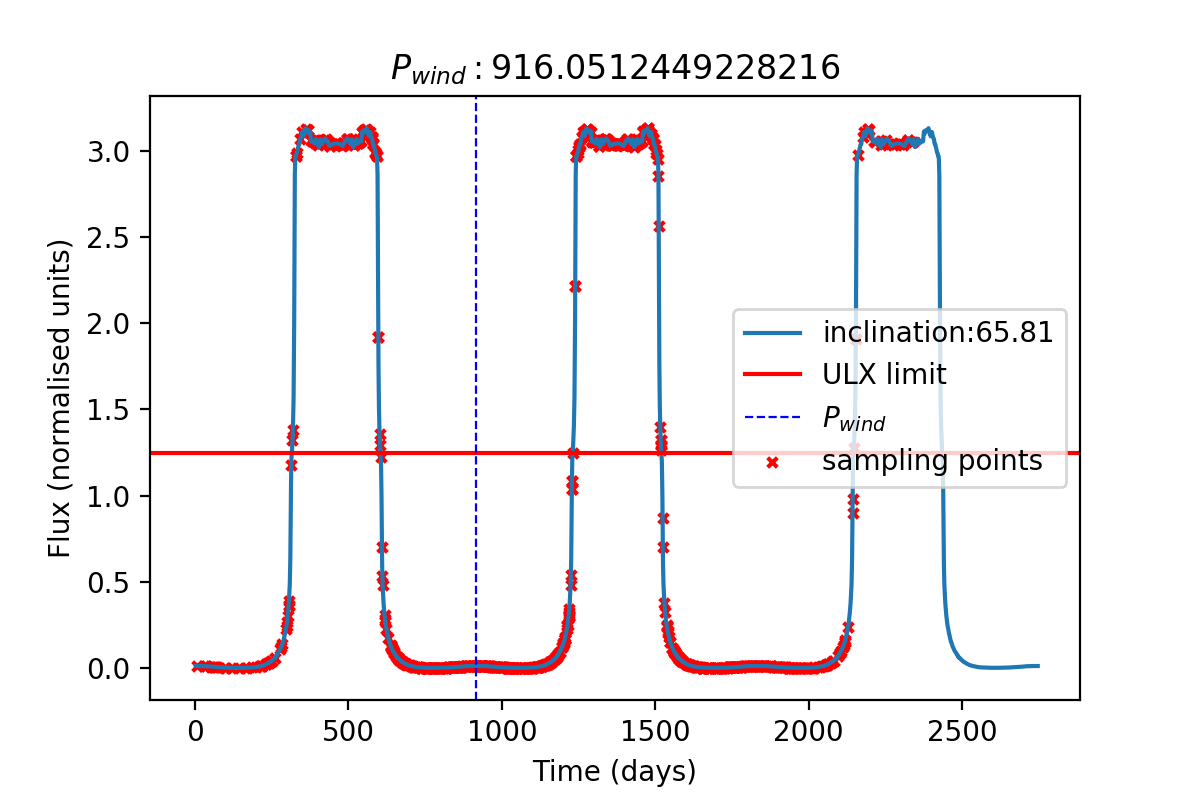 P_wind : 916.0512449228216
Flux (normalised units)
3.0
2.5
2.0
1.5
1.0
0.5
0.0
inclination:65.81
ULX limit
P_wind
sampling points
0 500 1000 1500 2000 2500
Time (days)